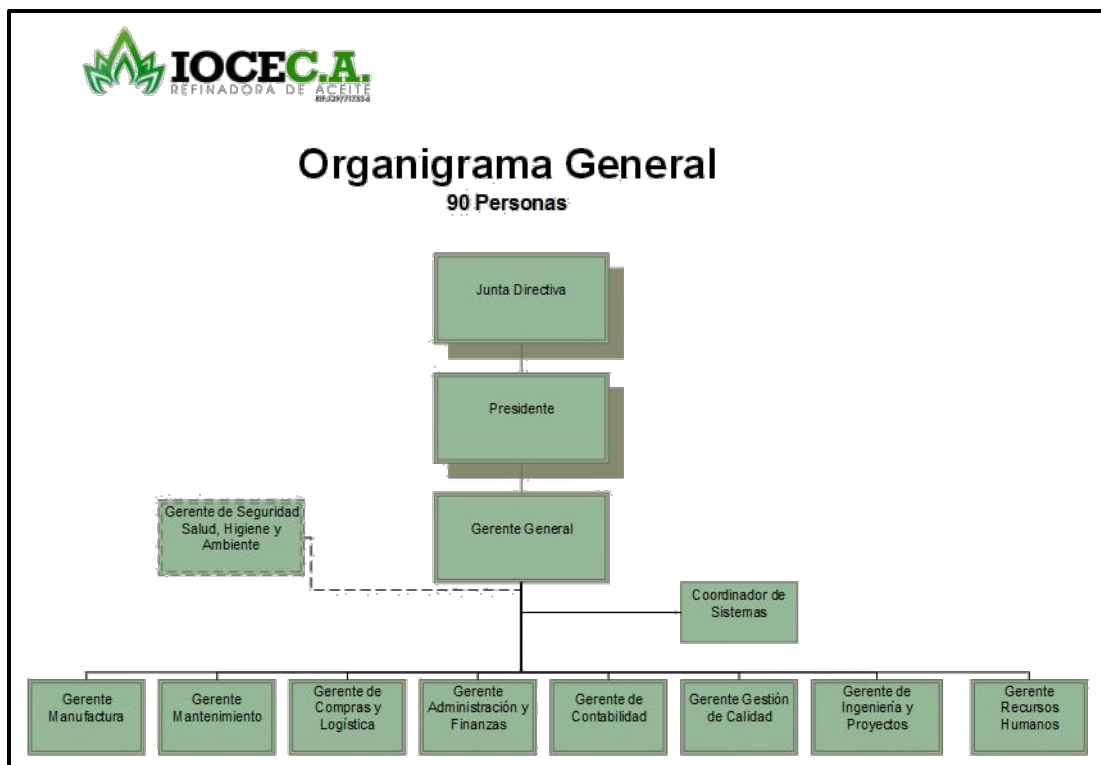 IOCEC.A.
REFINADORA DE ACEITE
Organigrama General
90 Personas
Junta Directiva
Presidente
Gerente General
Gerente de Seguridad
Salud, Higiene y
Ambiente
Coordinador de
Sistemas
Gerente
Manufactura
Gerente
Mantenimiento
Gerente de
Compras y
Logística
Gerente
Administración y
Finanzas
Gerente de
Contabilidad
Gerente Gestión
de Calidad
Gerente de
Ingeniería y
Proyectos
Gerente
Recursos
Humanos